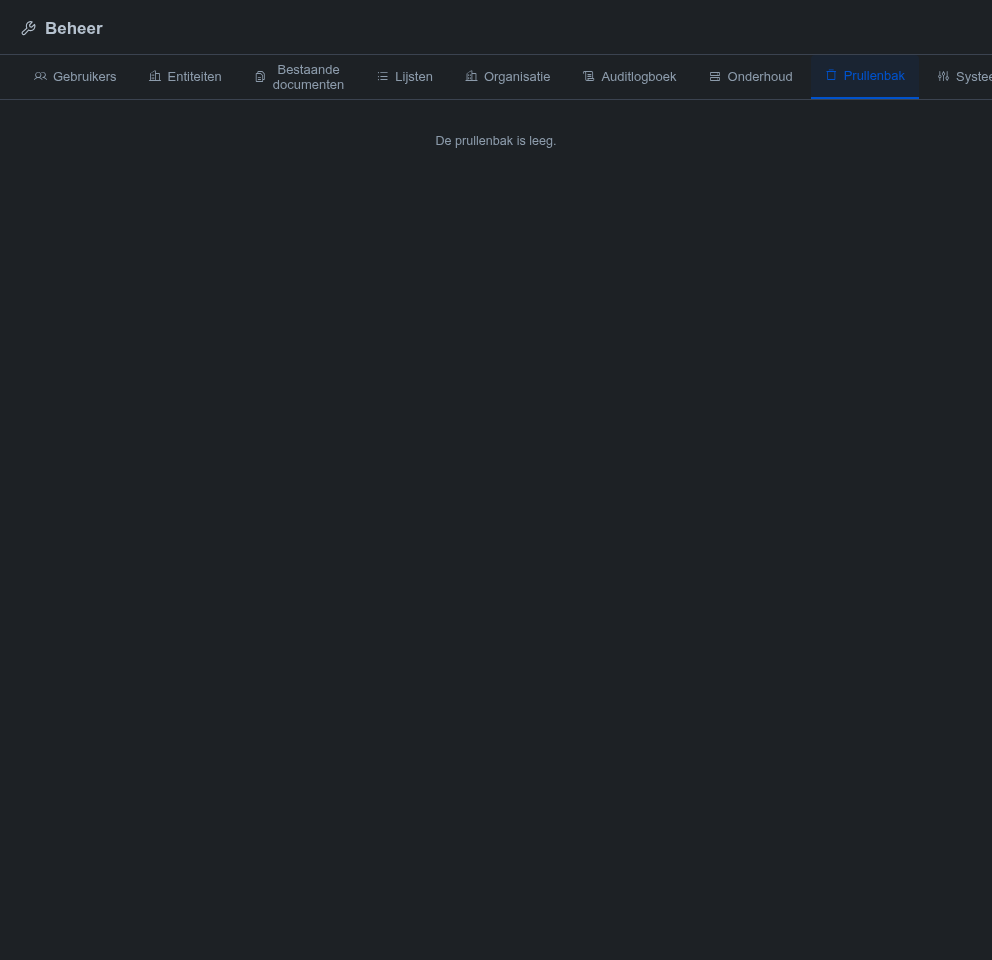 Beheer
Gebruikers
Entiteiten
Bestaande
documenten
Lijsten
Organisatie
Auditlogboek
Onderhoud
Prullenbak
De prullenbak is leeg.